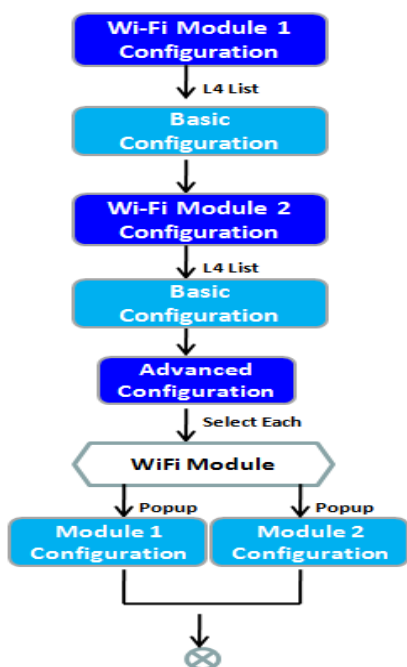 Wi-Fi Module 1
Configuration
L4 List
Basic
Configuration
Wi-Fi Module 2
Configuration
L4 List
Basic
Configuration
Advanced
Configuration
Select Each
WiFi Module
Popup
Popup
Module 1
Configuration
Module 2
Configuration